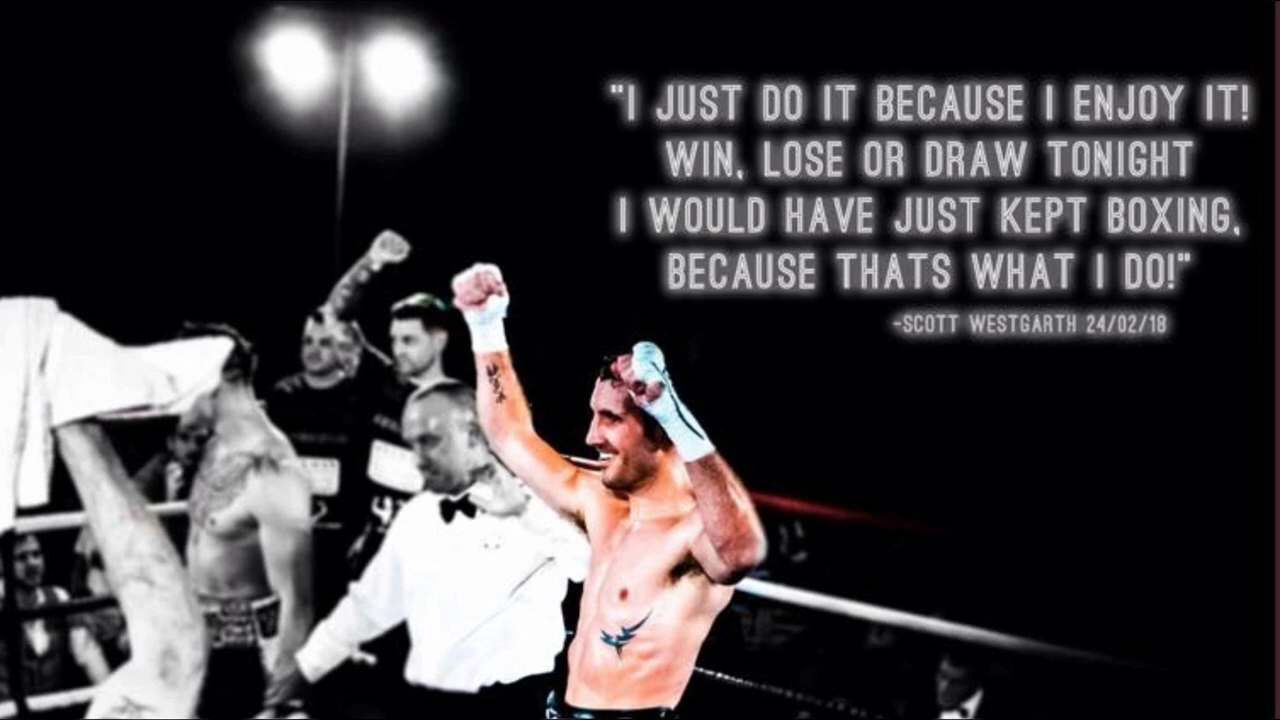 "I JUST DO IT BECAUSE I ENJOY IT!
WIN, LOSE OR DRAW TONIGHT
I WOULD HAVE JUST KEPT BOXING,
BECAUSE THATS WHAT I DO!"
-SCOTT WESTGARTH 24/02/18